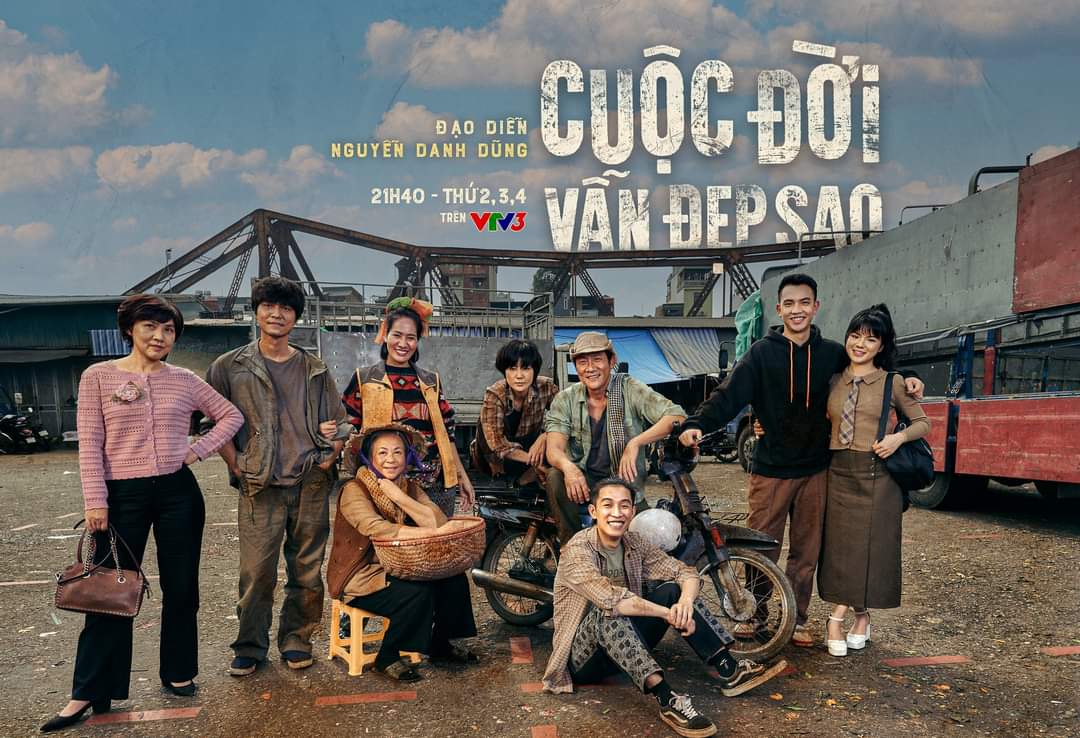 CUỘC ĐỜI
VẪN ĐẸP SAO
ĐẠO DIỄN
NGUYỄN DANH DŨNG
21H40 - THỨ 2,3,4
TRÊN VTV3